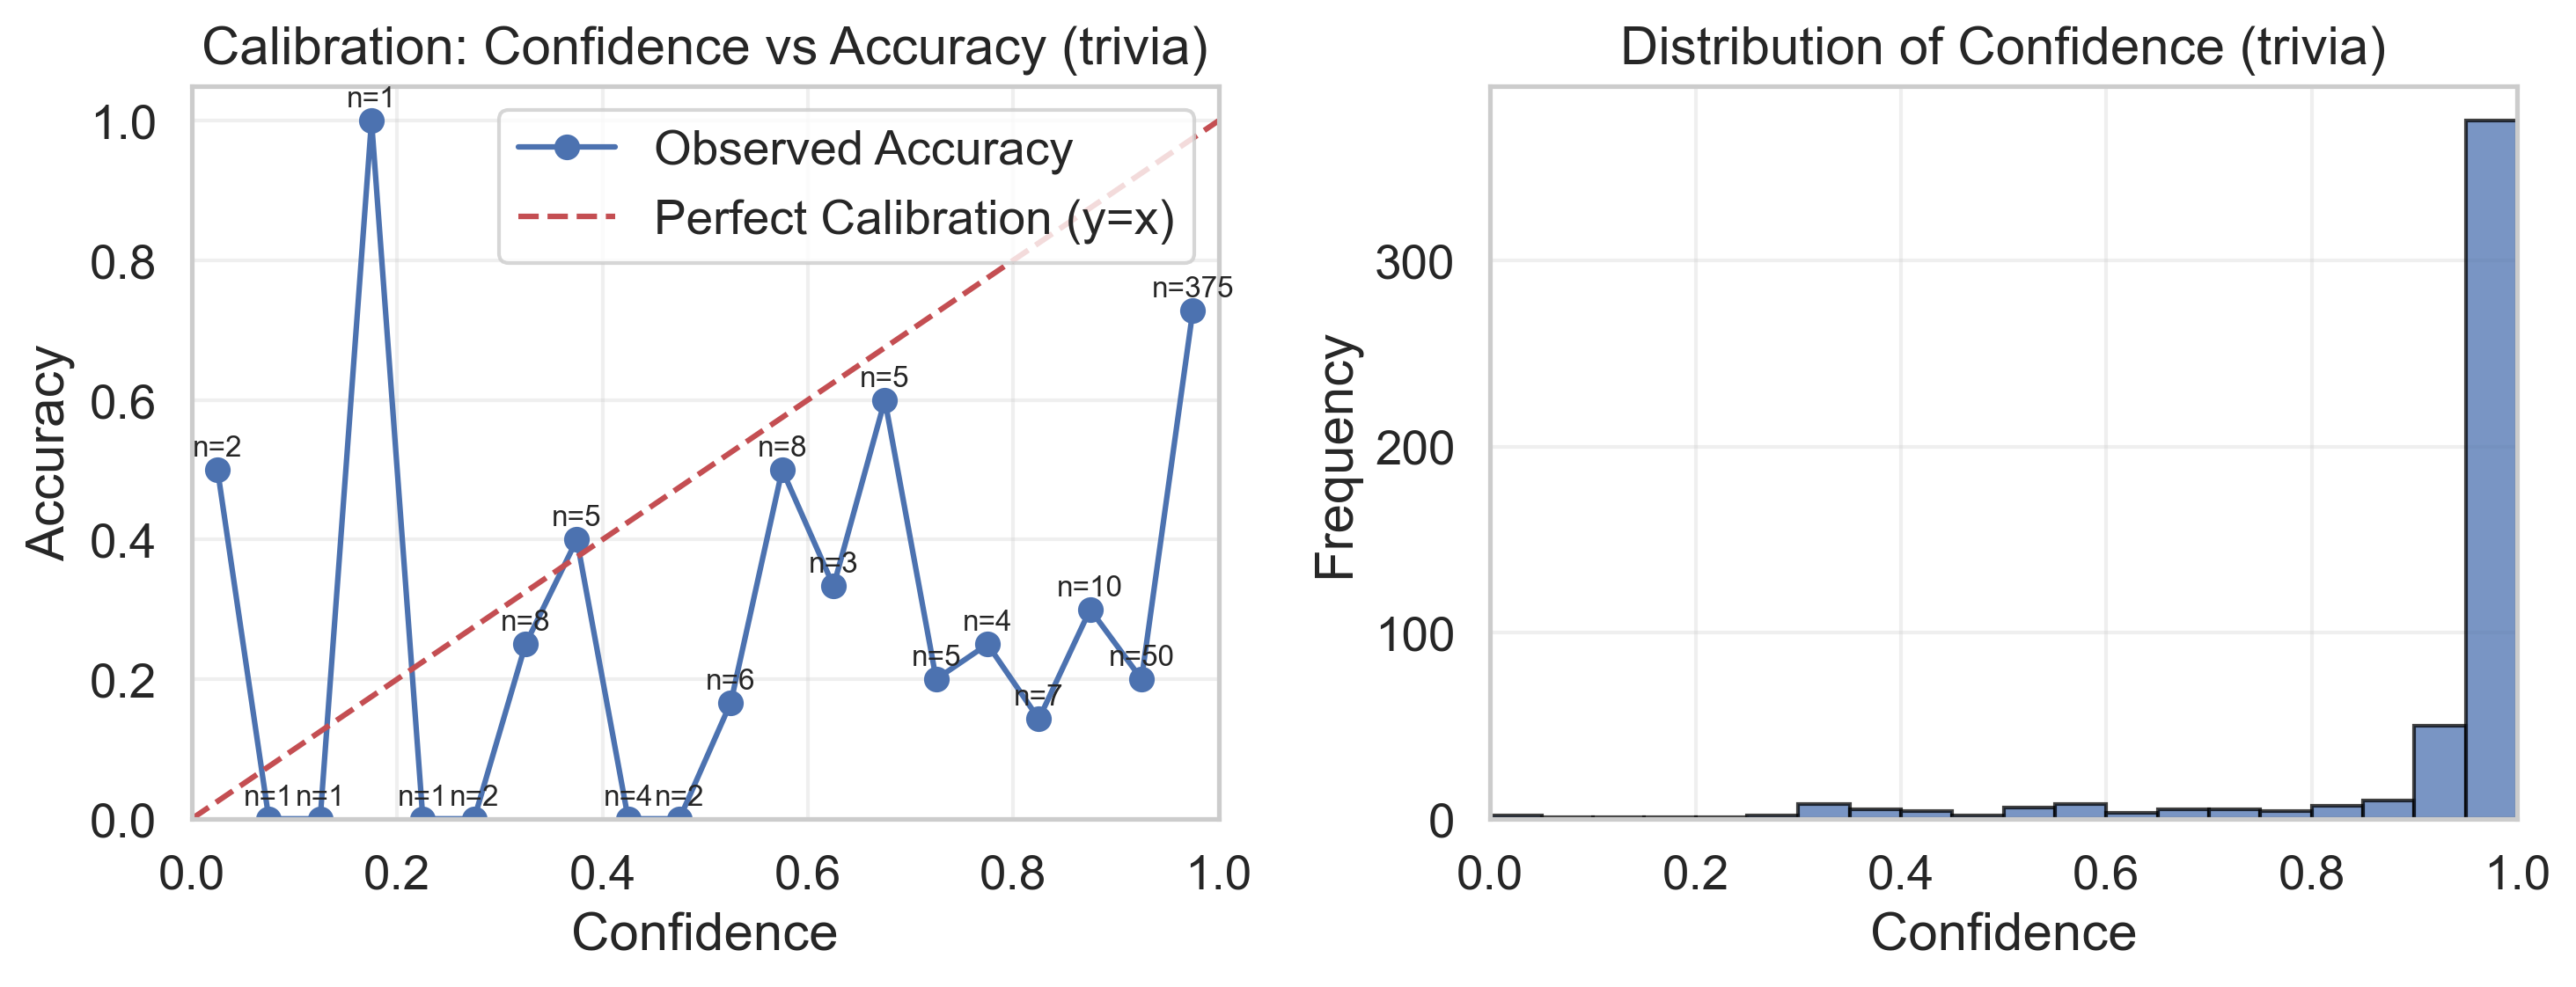 Calibration: Confidence vs Accuracy (trivia)
1.0
0.8
0.6
0.4
0.2
0.0
Accuracy
n=2
n=1
n=1
n=1
n=1
n=2
n=8
n=5
n=4
n=2
n=6
n=8
n=3
n=5
n=5
n=4
n=7
n=10
n=50
n=375
Observed Accuracy
Perfect Calibration (y=x)
0.0 0.2 0.4 0.6 0.8 1.0
Confidence
Distribution of Confidence (trivia)
300
200
100
0
Frequency
0.0 0.2 0.4 0.6 0.8 1.0
Confidence